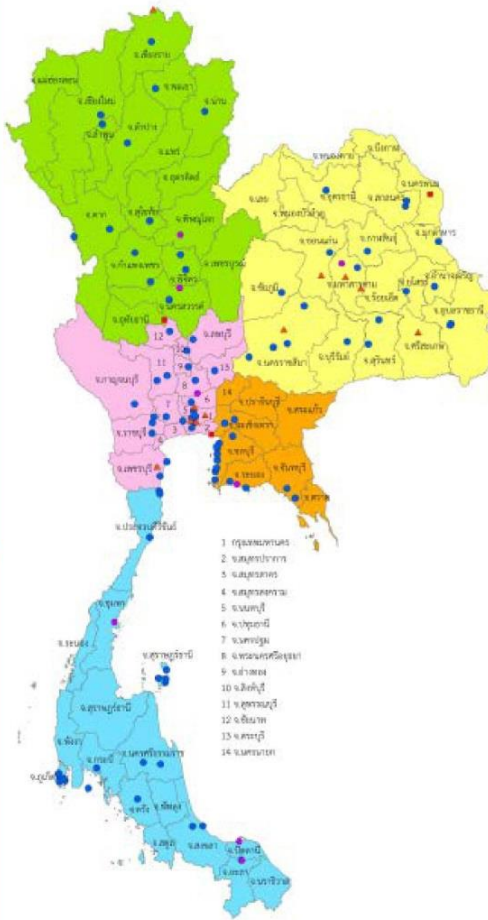 จ.เชียงราย
จ.แม่ฮ่องสอน
จ.พะเยา
จ.น่าน
จ.เชียงใหม่
จ.ลำพูน
จ.ลำปาง
จ.แพร่
จ.อุตรดิตถ์
จ.ตาก
จ.สุโขทัย
จ.พิษณุโลก
จ.กำแพงเพชร
จ.พิจิตร
จ.เพชรบูรณ์
จ.นครสวรรค์
จ.อุทัยธานี
จ.บึงกาฬ
จ.หนองคาย
จ.เลย
จ.อุดรธานี
จ.สกลนคร
จ.นครพนม
จ.หนองบัวลำภู
จ.มุกดาหาร
จ.ขอนแก่น
จ.กาฬสินธุ์
จ.ชัยภูมิ
จ.มหาสารคาม
จ.ร้อยเอ็ด
จ.ยโสธร
จ.อำนาจเจริญ
จ.อุบลราชธานี
จ.นครราชสีมา
จ.บุรีรัมย์
จ.สุรินทร์
จ.ศรีสะเกษ
12
จ.ลพบุรี
10
9
11
15
จ.กาญจนบุรี
8
14
6
จ.ปราจีนบุรี
จ.สระแก้ว
จ.ราชบุรี
จ.ฉะเชิงเทรา
5
4
3
2
จ.ชลบุรี
จ.เพชรบุรี
จ.ระยอง
จ.จันทบุรี
จ.ตราด
จ.ประจวบคีรีขันธ์
1 กรุงเทพมหานคร
2 จ.สมุทรปราการ
3 จ.สมุทรสาคร
4 จ.สมุทรสงคราม
5 จ.นนทบุรี
6 จ.ปทุมธานี
7 จ.นครปฐม
8 จ.พระนครศรีอยุธยา
9 จ.อ่างทอง
10 จ.สิงห์บุรี
11 จ.สุพรรณบุรี
12 จ.ชัยนาท
13 จ.สระบุรี
14 จ.นครนายก
จ.ชุมพร
จ.ระนอง
จ.สุราษฎร์ธานี
จ.สุราษฎร์ธานี
จ.พังงา
จ.กระบี่
จ.นครศรีธรรมราช
จ.ภูเก็ต
จ.ตรัง
จ.พัทลุง
จ.สตูล
จ.สงขลา
จ.ปัตตานี
จ.ยะลา
จ.นราธิวาส